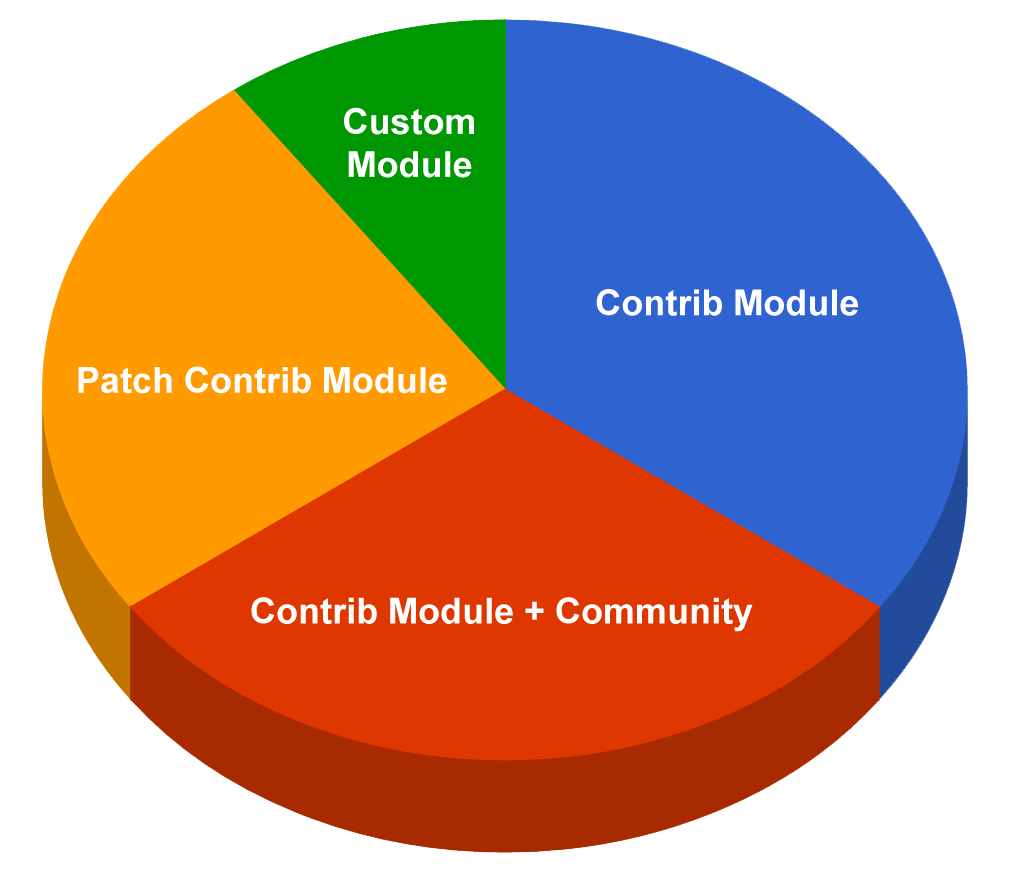 Custom
Module
Contrib Module
Patch Contrib Module
Contrib Module + Community